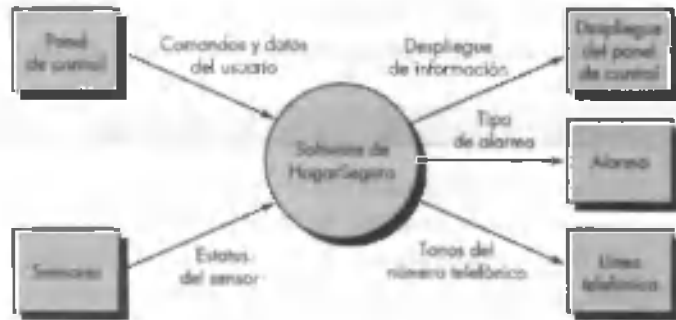 Panel
de control
Comandos y datos
del usuario
Despliegue
de información
Despliegue
del panel
de control
Software de
HogarSeguro
Tipo
de alarma
Alarma
Sensores
Estatus
del sensor
Tonos del
número telefónico
Línea
telefónica